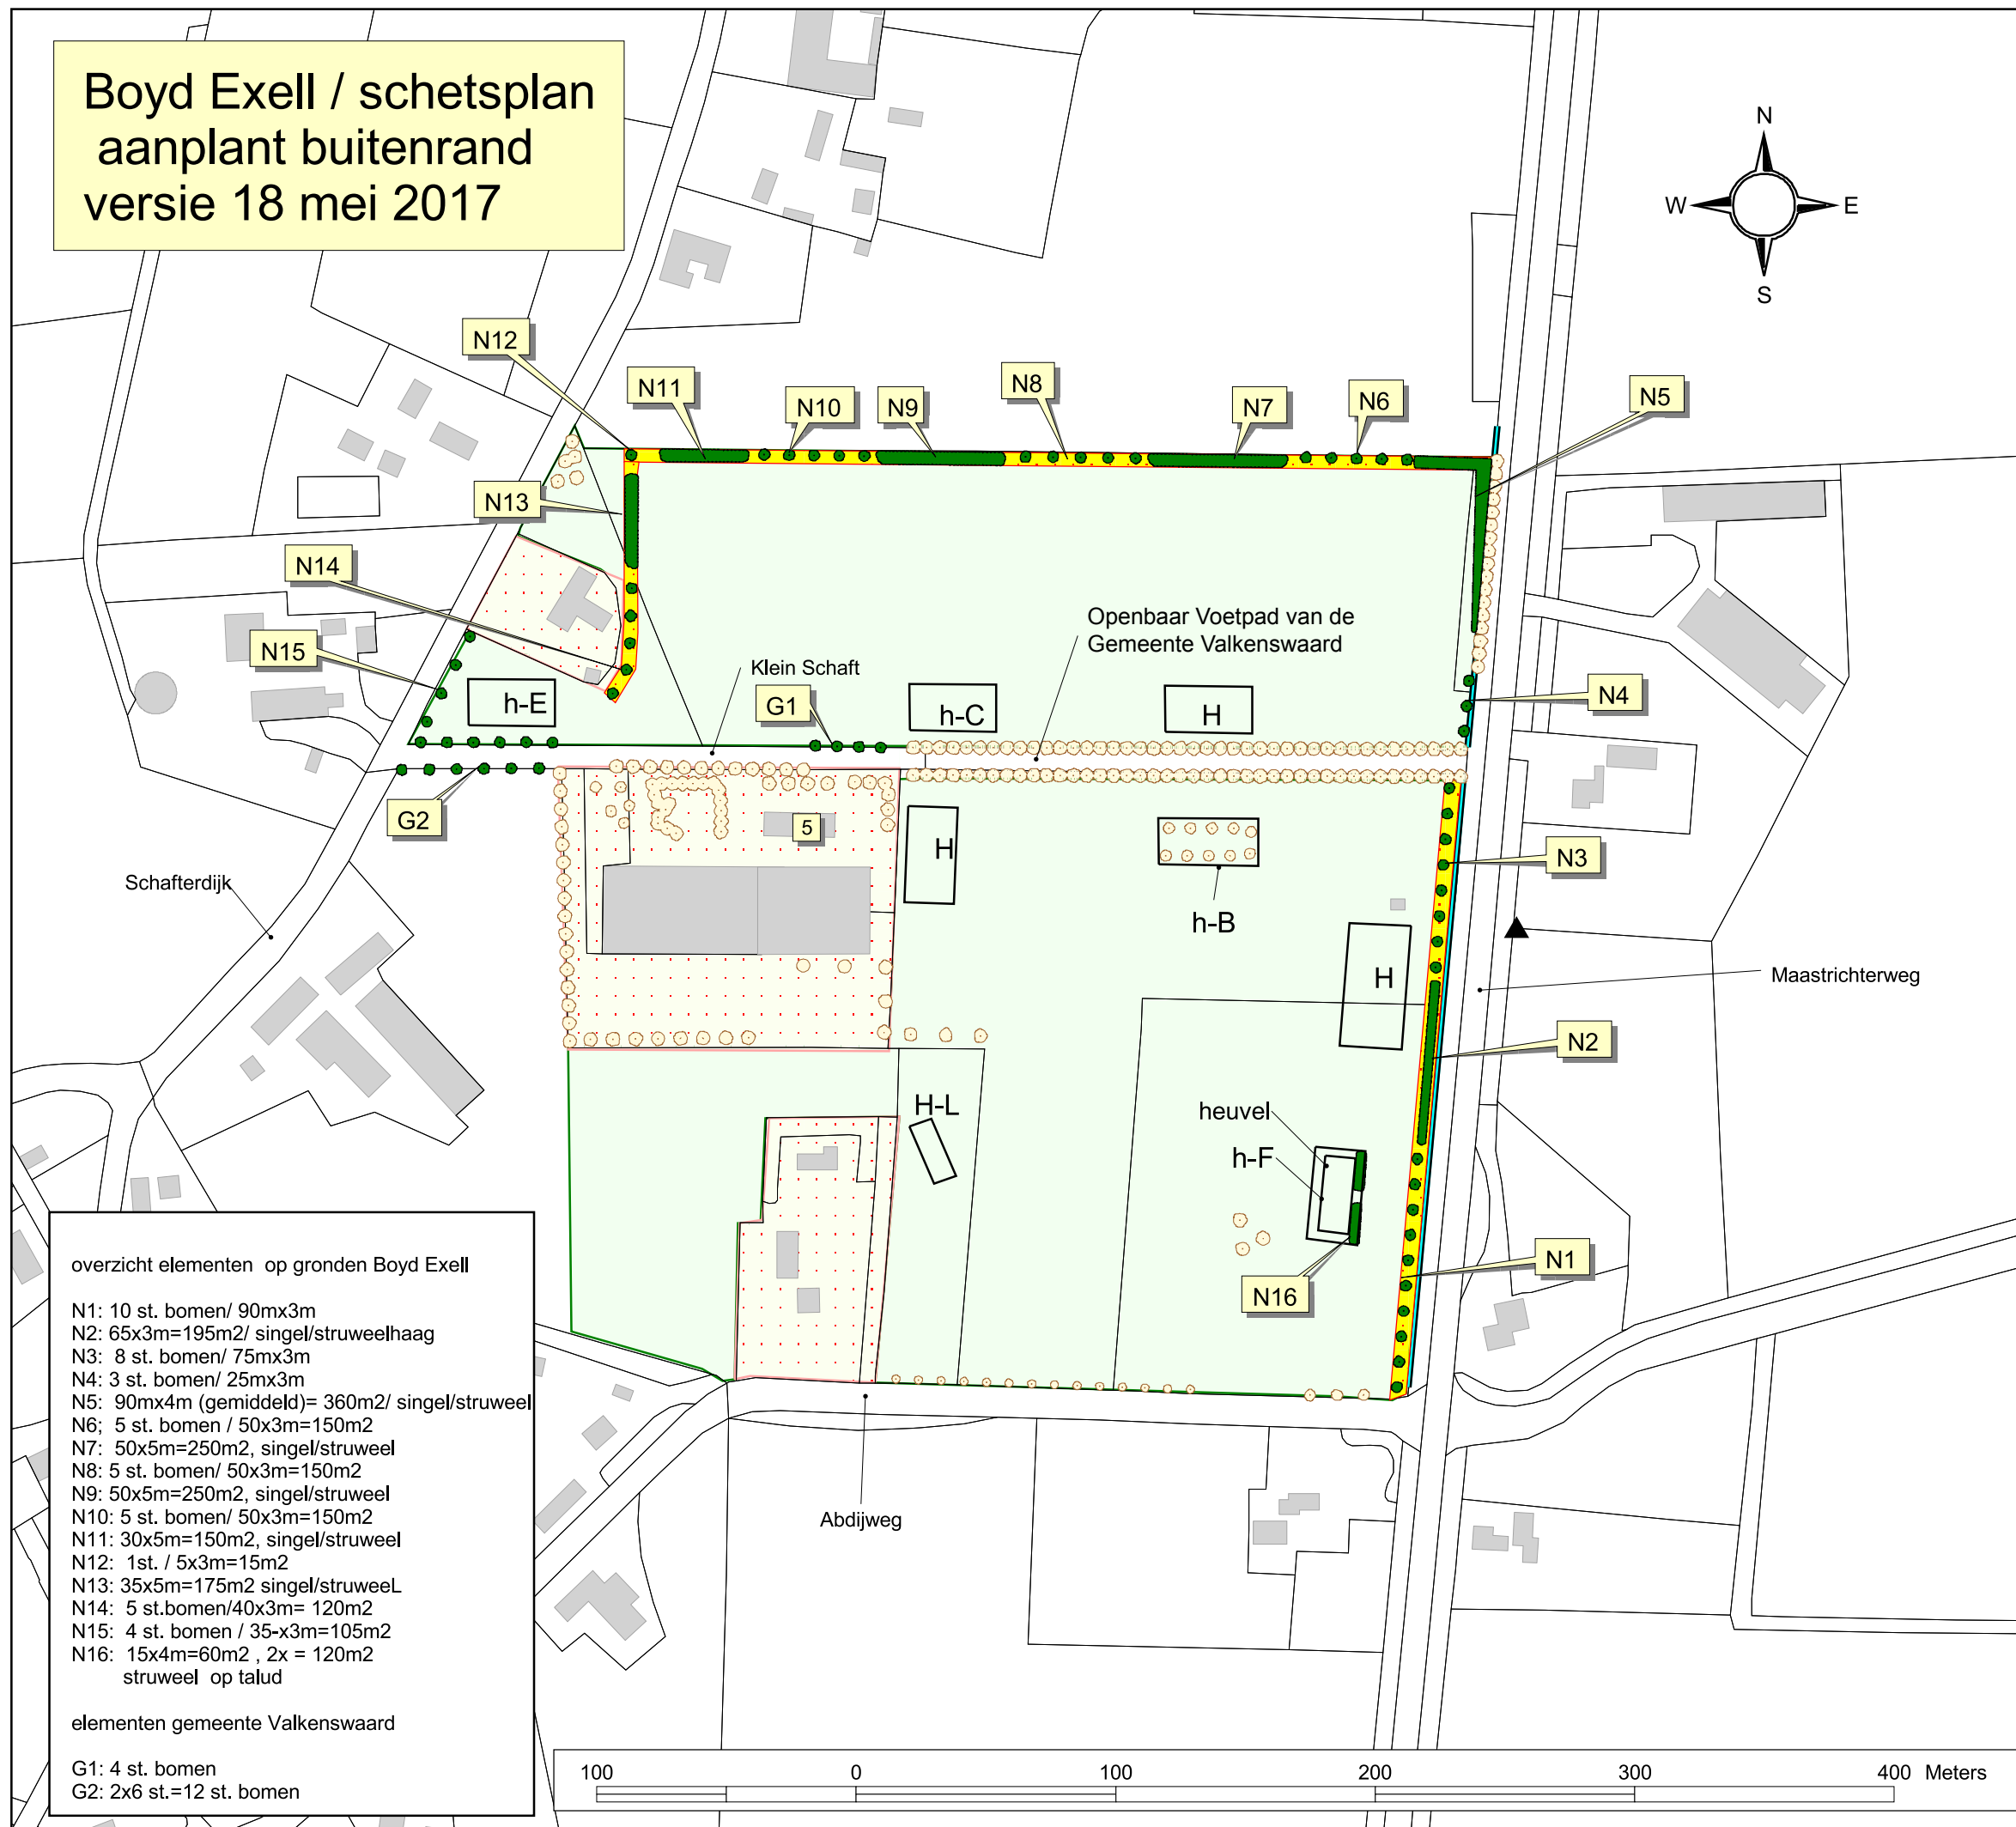 Boyd Exell / schetsplan
aanplant buitenrand
versie 18 mei 2017
N
W
E
S
N12
N11
N10
N9
N8
N7
N6
N5
N13
N14
N15
Openbaar Voetpad van de
Gemeente Valkenswaard
Klein Schaft
h-E
G1
h-C
H
N4
G2
5
H
N3
Schafterdijk
h-B
H
Maastrichterweg
N2
H-L
heuvel
h-F
N1
N16
Abdijweg
overzicht elementen op gronden Boyd Exell
N1: 10 st. bomen/ 90mx3m
N2: 65x3m=195m2/ singel/struweelhaag
N3: 8 st. bomen/ 75mx3m
N4: 3 st. bomen/ 25mx3m
N5: 90mx4m (gemiddeld)= 360m2/ singel/struweel
N6; 5 st. bomen / 50x3m=150m2
N7: 50x5m=250m2, singel/struweel
N8: 5 st. bomen/ 50x3m=150m2
N9: 50x5m=250m2, singel/struweel
N10: 5 st. bomen/ 50x3m=150m2
N11: 30x5m=150m2, singel/struweel
N12: 1st. / 5x3m=15m2
N13: 35x5m=175m2 singel/struweeL
N14: 5 st.bomen/40x3m= 120m2
N15: 4 st. bomen / 35-x3m=105m2
N16: 15x4m=60m2 , 2x = 120m2
struweel op talud
elementen gemeente Valkenswaard
G1: 4 st. bomen
G2: 2x6 st.=12 st. bomen
100 0 100 200 300 400 Meters